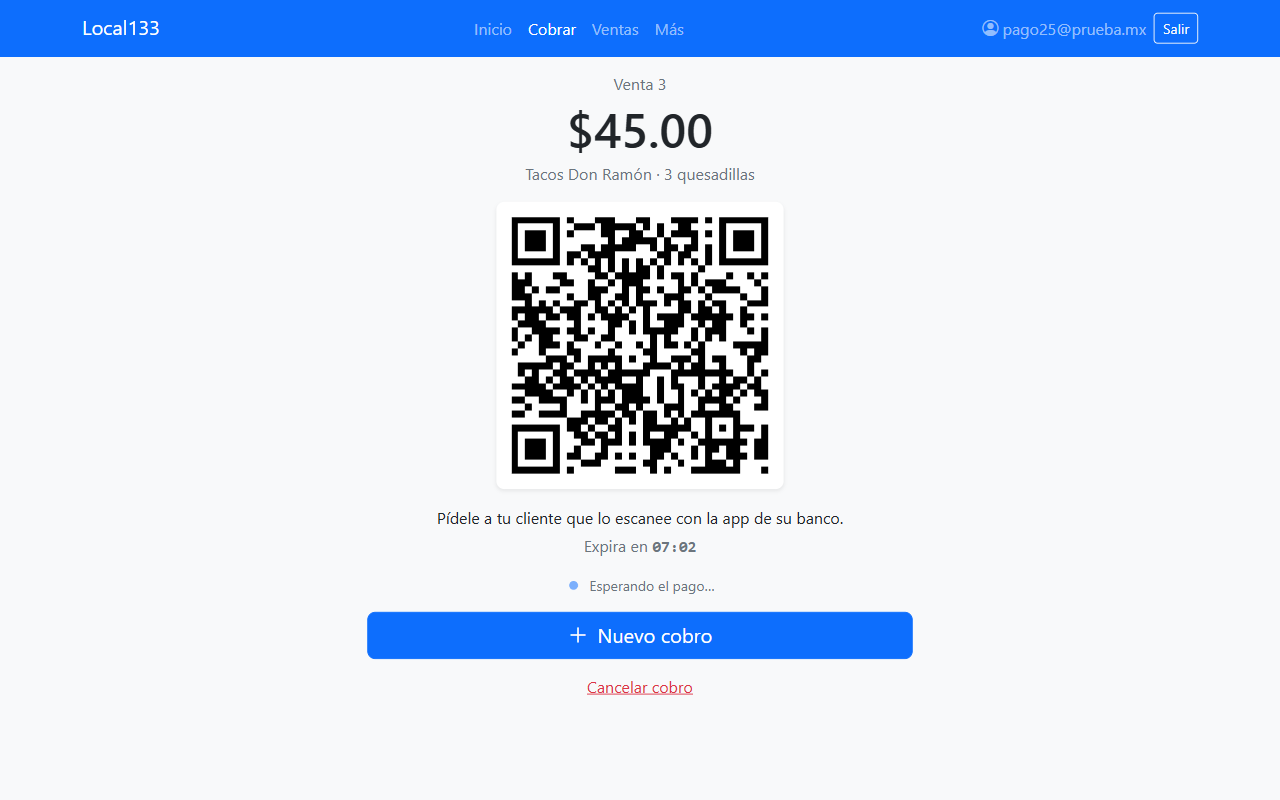 Local133
Inicio Cobrar Ventas Más
pago25@prueba.mx Salir
Venta 3
$45.00
Tacos Don Ramón · 3 quesadillas
Pídele a tu cliente que lo escanee con la app de su banco.
Expira en 07:02
Esperando el pago...
+ Nuevo cobro
Cancelar cobro